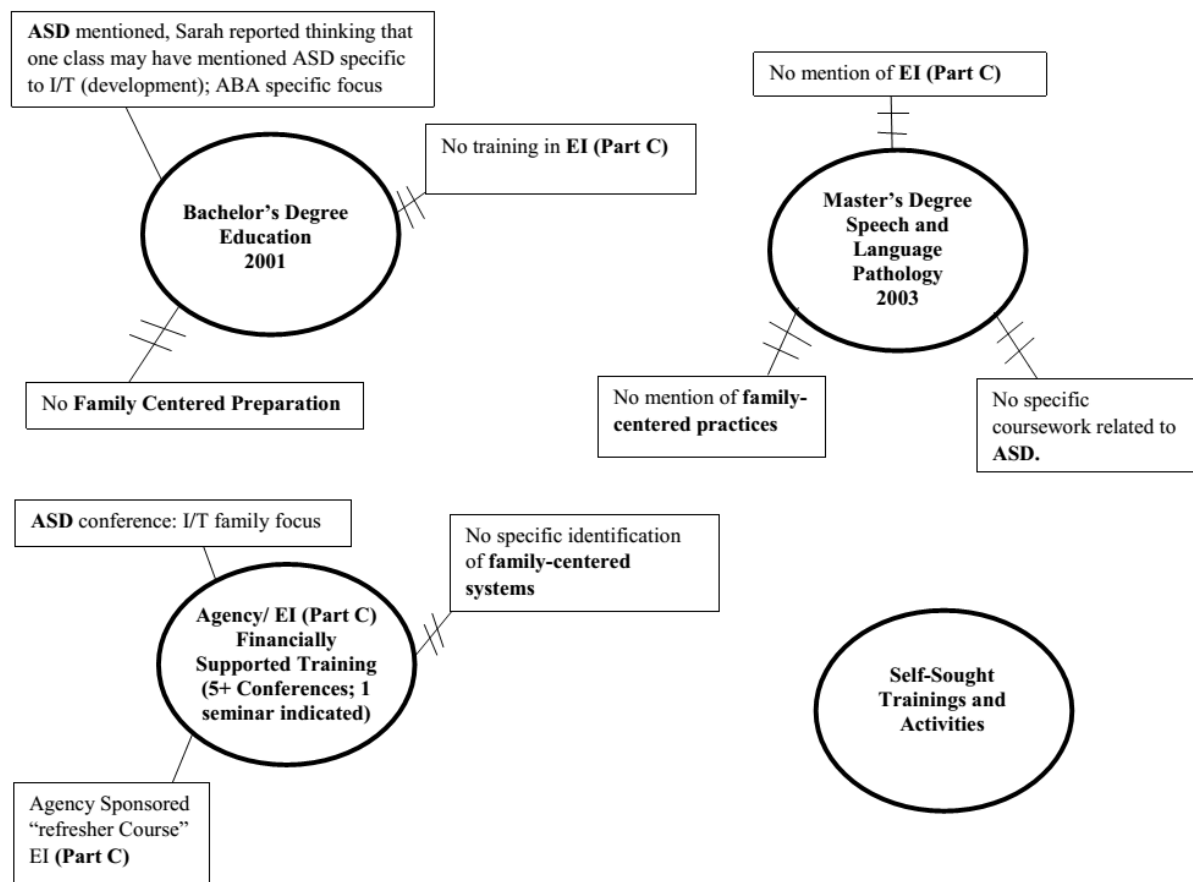 ASD mentioned, Sarah reported thinking that
one class may have mentioned ASD specific
to I/T (development); ABA specific focus
No training in EI (Part C)
Bachelor's Degree
Education
2001
No Family Centered Preparation
No mention of EI (Part C)
Master's Degree
Speech and
Language
Pathology
2003
No mention of family-
centered practices
No specific
coursework related to
ASD.
ASD conference: I/T family focus
No specific identification
of family-centered
systems
Agency/ EI (Part C)
Financially
Supported Training
(5+ Conferences; 1
seminar indicated)
Agency Sponsored
“refresher Course”
EI (Part C)
Self-Sought
Trainings and
Activities